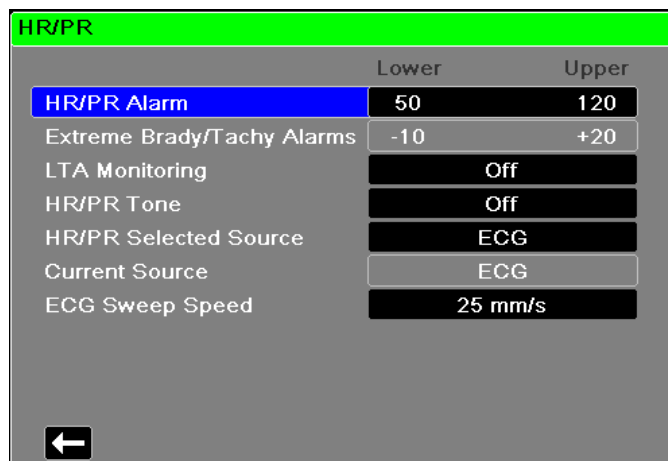 HR/PR
Lower Upper
HR/PR Alarm 50 120
Extreme Brady/Tachy Alarms -10 +20
LTA Monitoring Off
HR/PR Tone Off
HR/PR Selected Source ECG
Current Source ECG
ECG Sweep Speed 25 mm/s